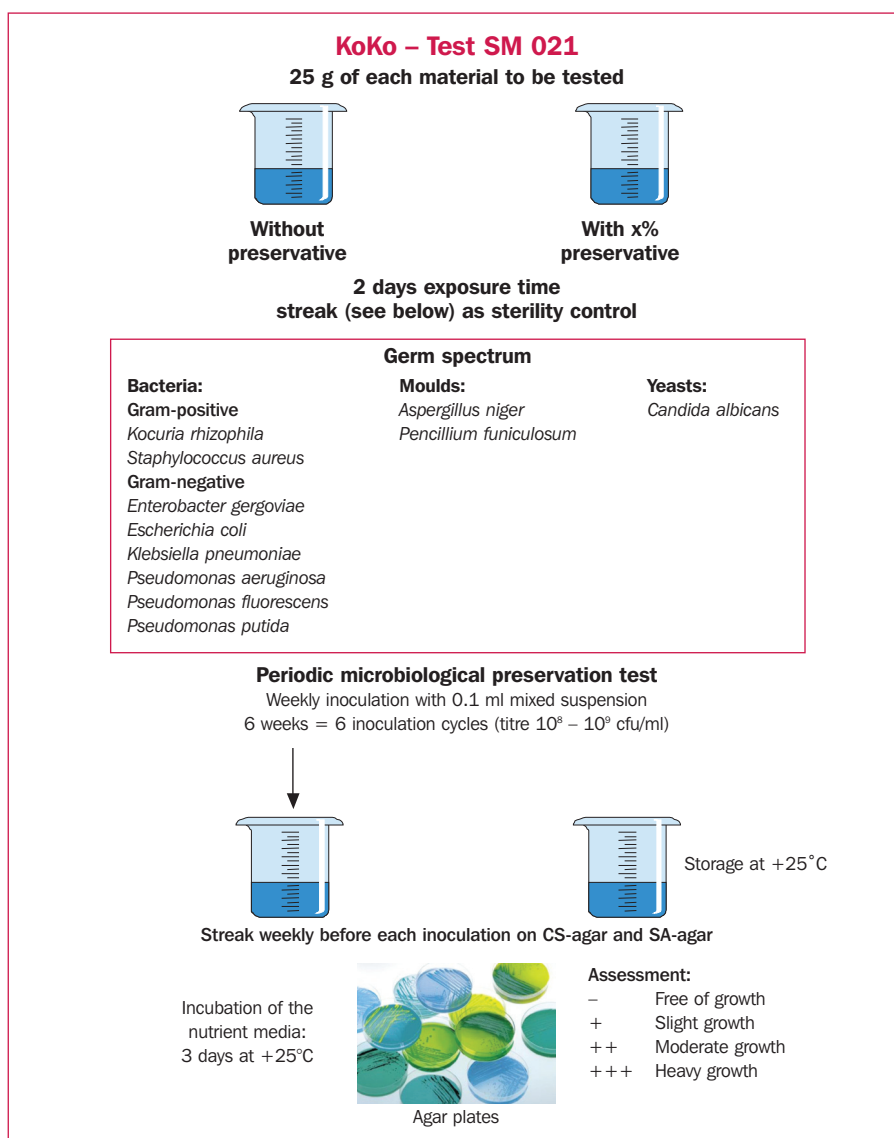 KoKo – Test SM 021
25 g of each material to be tested
Without
preservative
With x%
preservative
2 days exposure time
streak (see below) as sterility control
Germ spectrum
Bacteria:
Gram-positive
Kocuria rhizophila
Staphylococcus aureus
Gram-negative
Enterobacter gergoviae
Escherichia coli
Klebsiella pneumoniae
Pseudomonas aeruginosa
Pseudomonas fluorescens
Pseudomonas putida
Moulds:
Aspergillus niger
Pencillium funiculosum
Yeasts:
Candida albicans
Periodic microbiological preservation test
Weekly inoculation with 0.1 ml mixed suspension
6 weeks = 6 inoculation cycles (titre 10⁸ – 10⁹ cfu/ml)
Storage at +25˚C
Streak weekly before each inoculation on CS-agar and SA-agar
Incubation of the
nutrient media:
3 days at +25°C
Agar plates
Assessment:
– Free of growth
+ Slight growth
++ Moderate growth
+++ Heavy growth